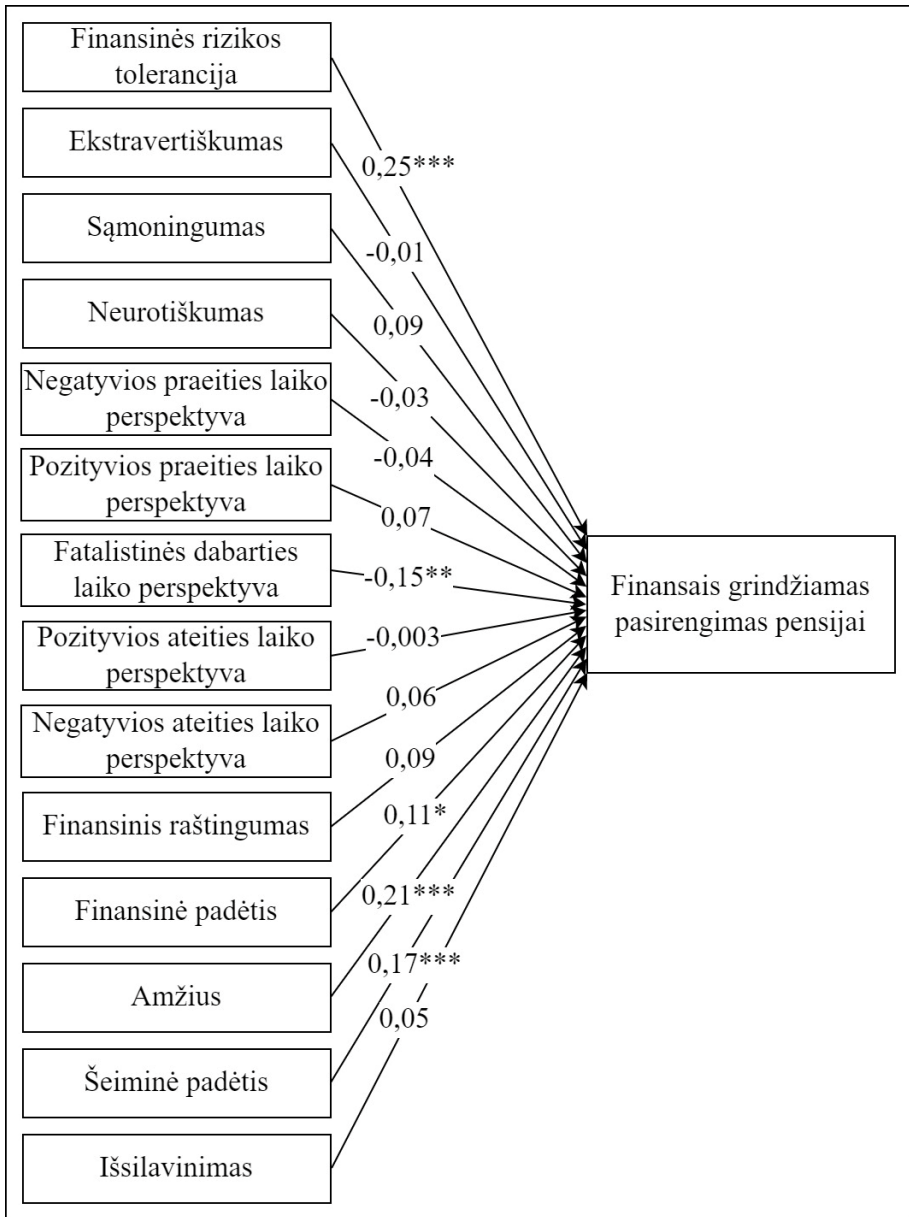 Finansinės rizikos
tolerancija
Ekstravertiškumas
Sąmoningumas
Neurotiškumas
Negatyvios praeities laiko
perspektyva
Pozityvios praeities laiko
perspektyva
Fatalistinės dabarties
laiko perspektyva
Pozityvios ateities laiko
perspektyva
Negatyvios ateities laiko
perspektyva
Finansinis raštingumas
Finansinė padėtis
Amžius
Šeiminė padėtis
Išsilavinimas
0,25***
-0,01
0,09
-0,03
-0,04
0,07
-0,15**
-0,003
0,06
0,09
0,11*
0,21***
0,17***
0,05
Finansais grindžiamas
pasirengimas pensijai